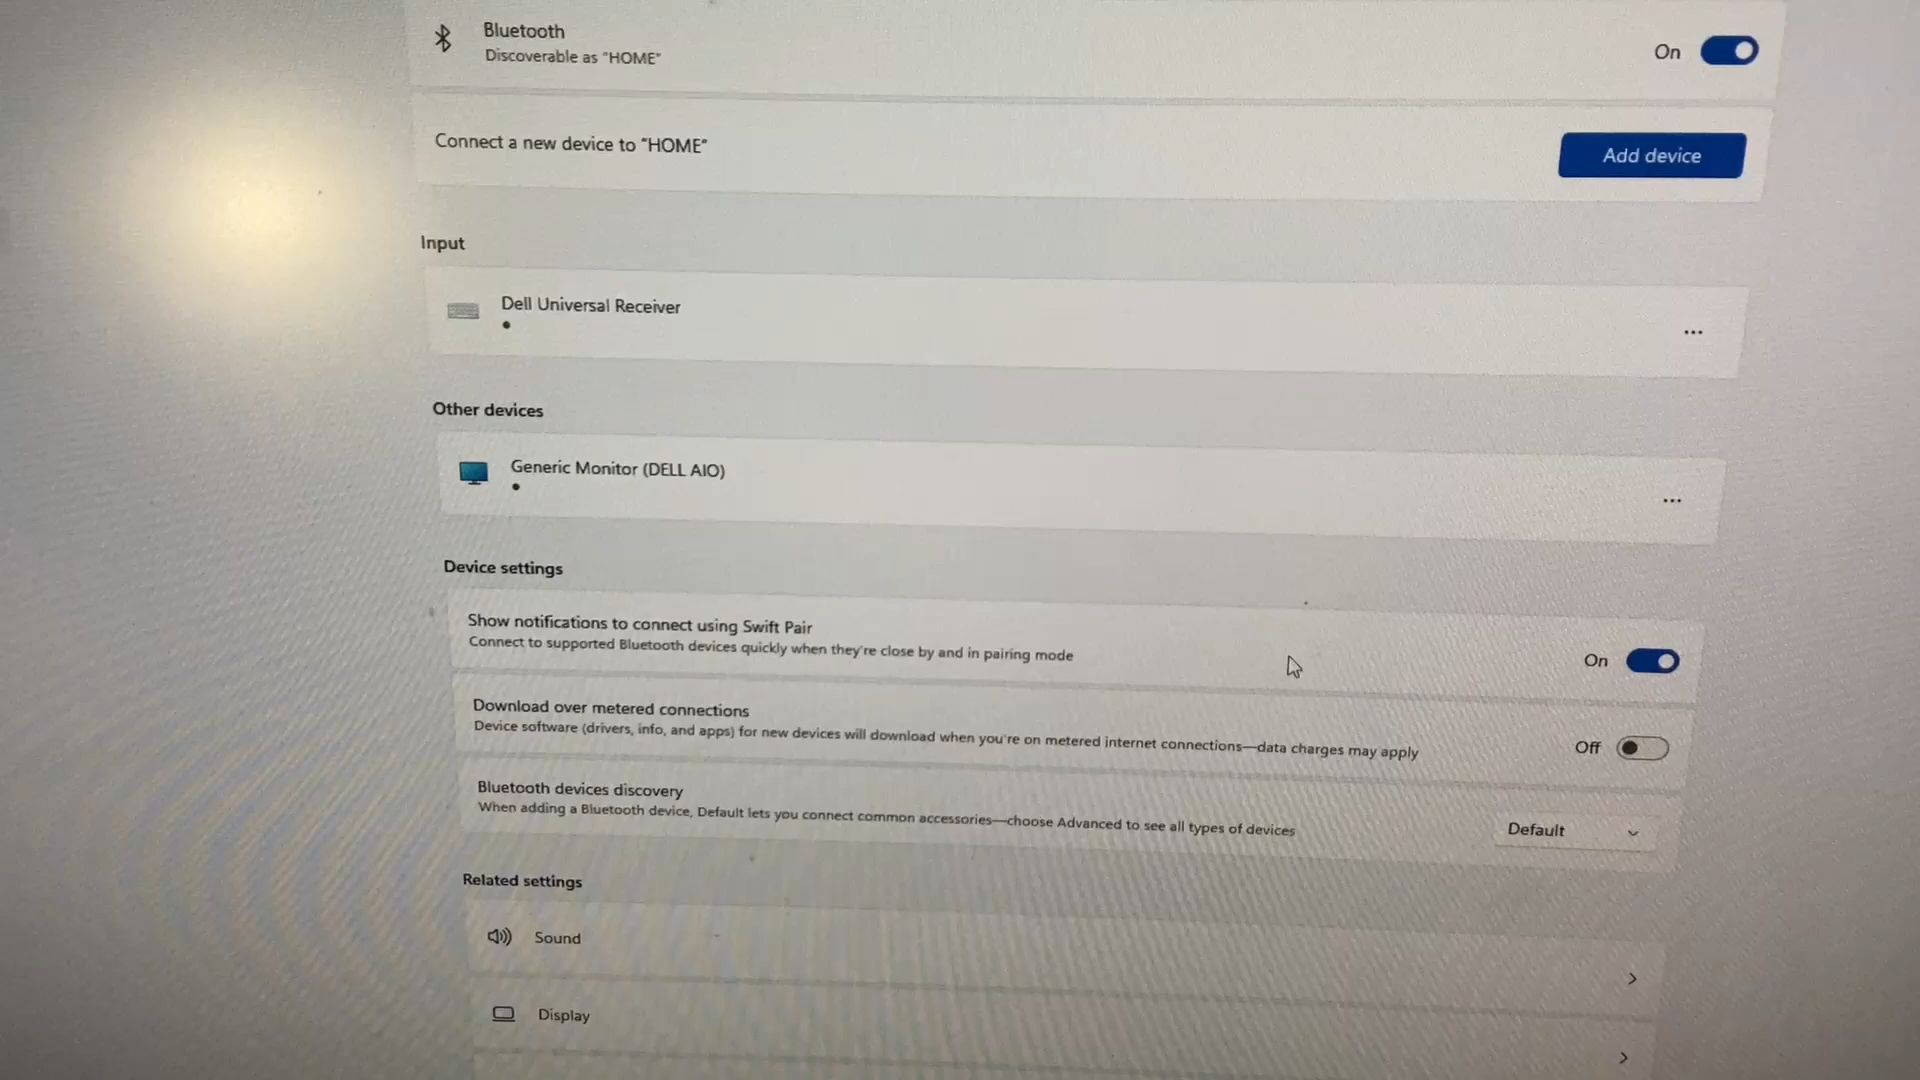 Bluetooth
Discoverable as "HOME"
On
Connect a new device to "HOME"
Add device
Input
Dell Universal Receiver
Other devices
Generic Monitor (DELL AIO)
Device settings
Show notifications to connect using Swift Pair
Connect to supported Bluetooth devices quickly when they're close by and in pairing mode
On
Download over metered connections
Device software (drivers, info, and apps) for new devices will download when you're on metered internet connections—data charges may apply
Off
Bluetooth devices discovery
When adding a Bluetooth device, Default lets you connect common accessories—choose Advanced to see all types of devices
Default
Related settings
Sound
Display